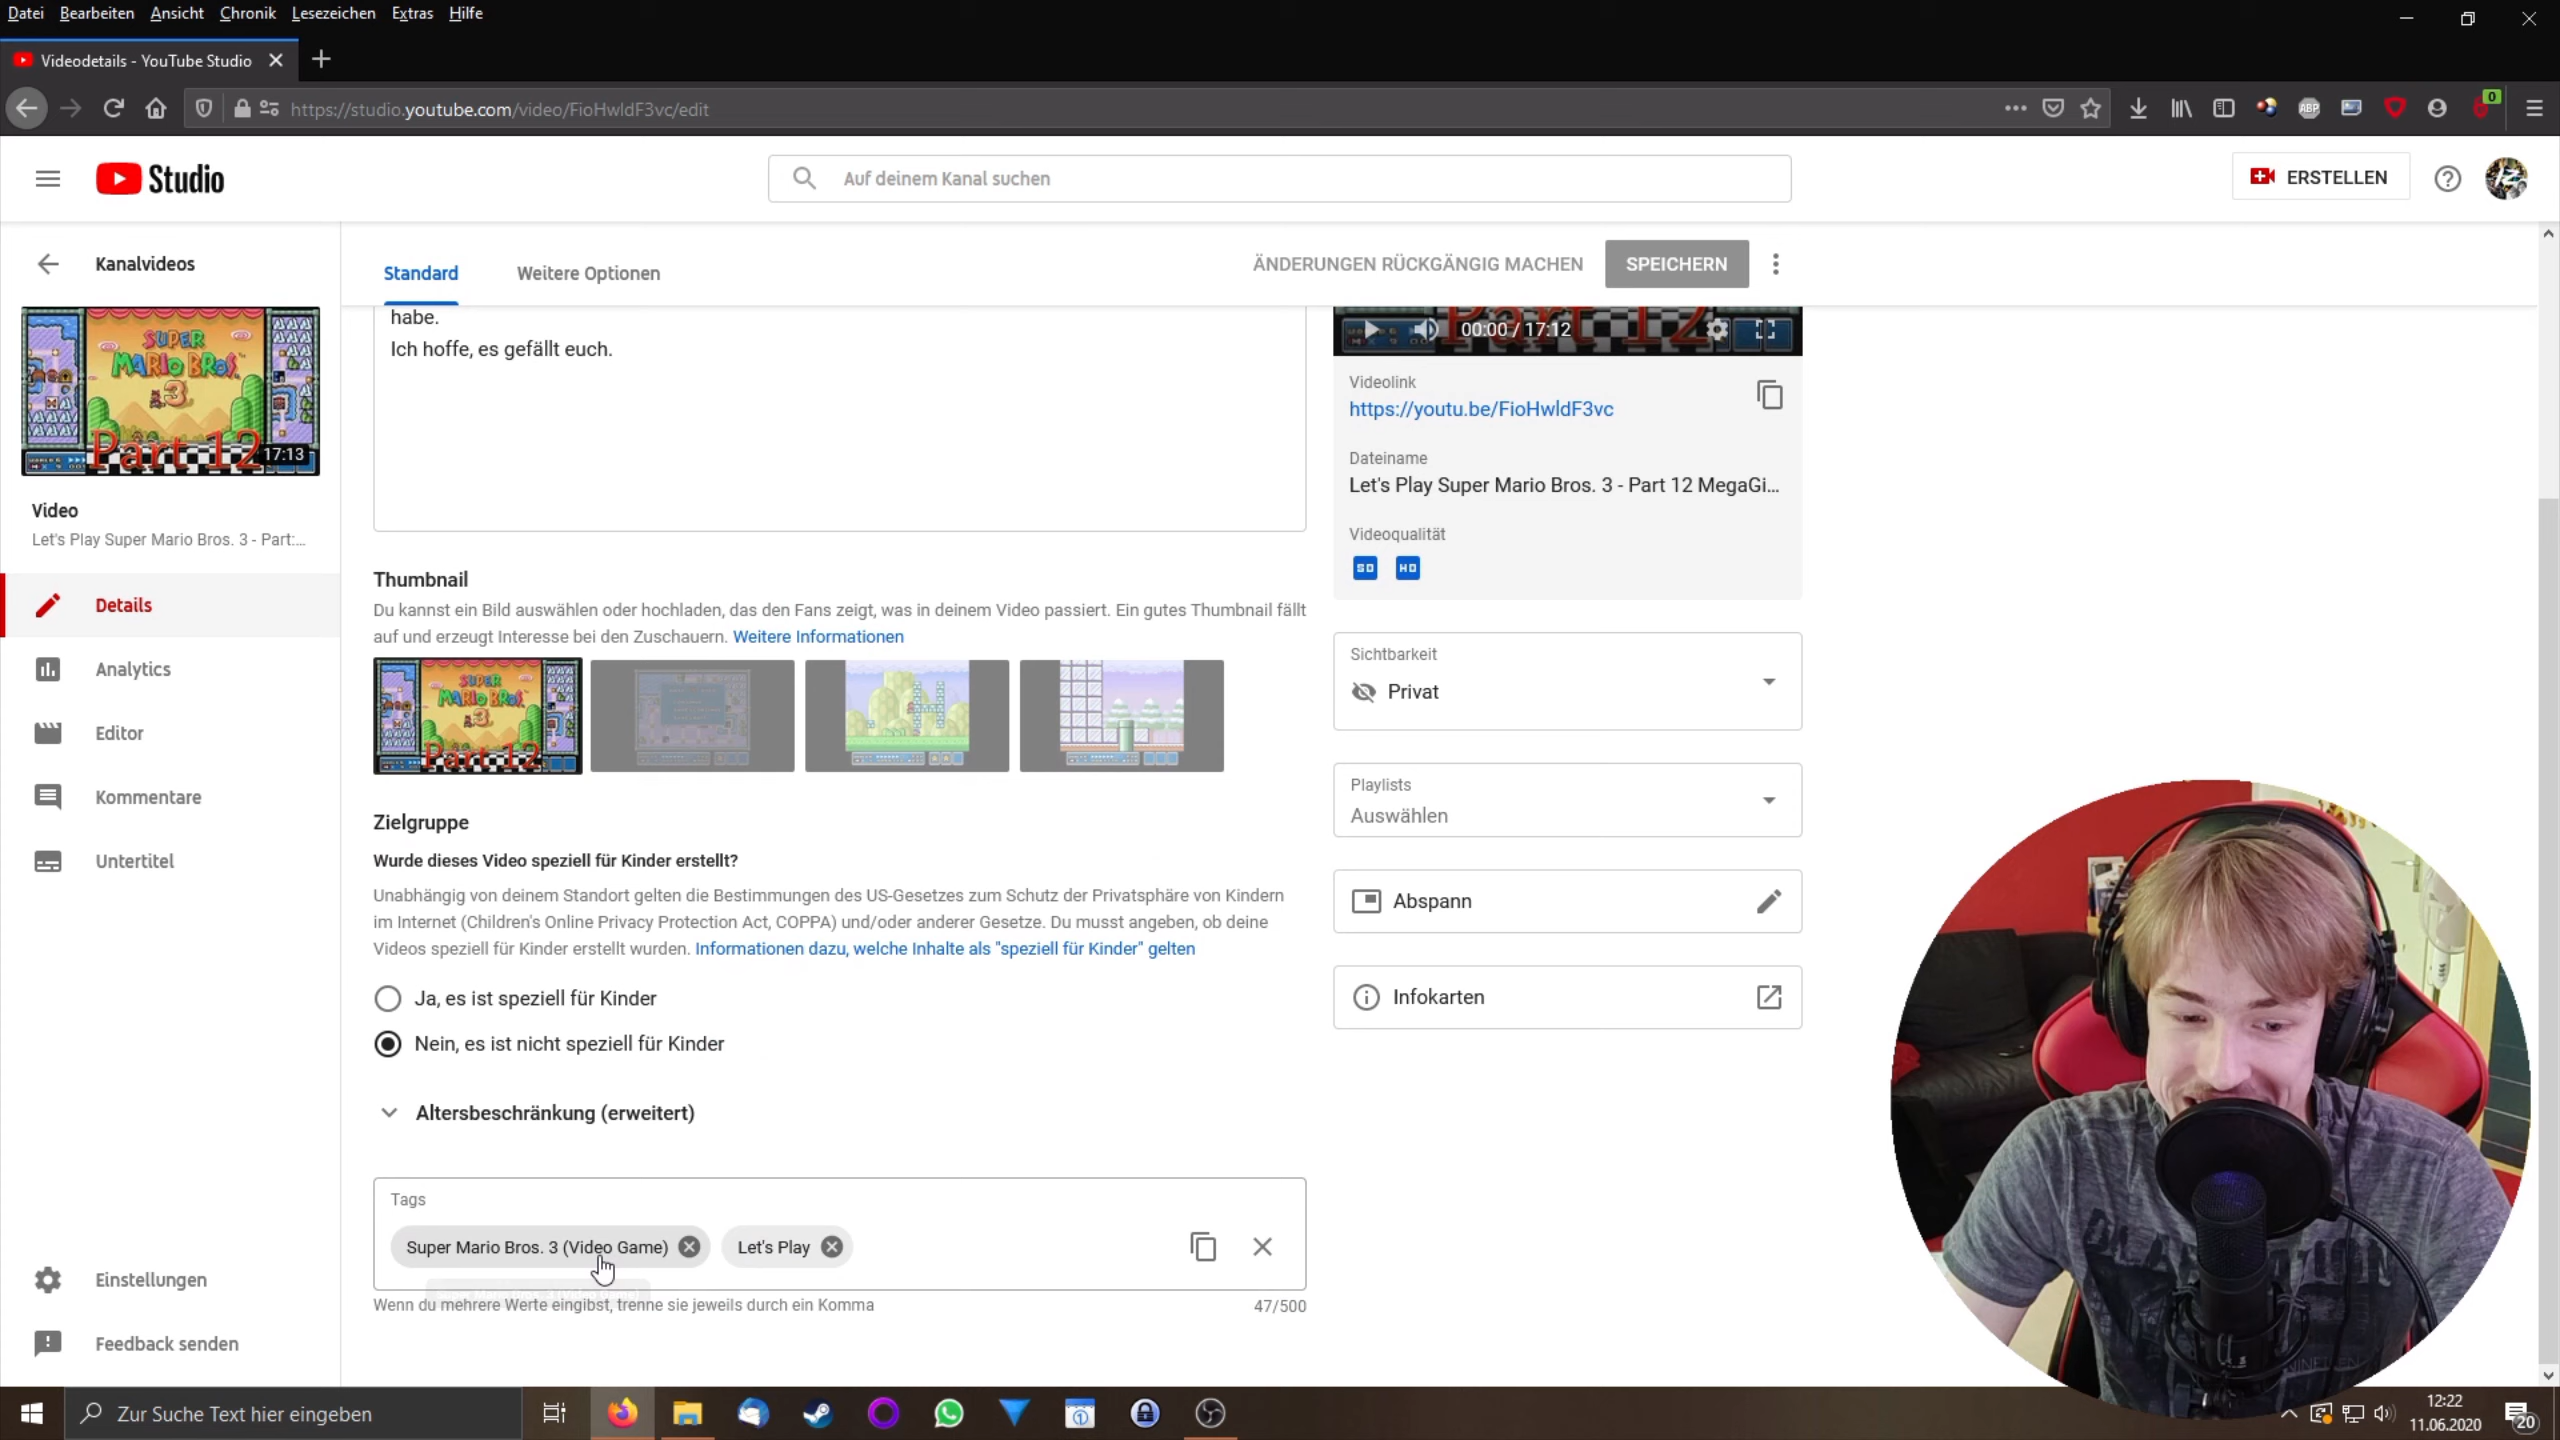 Datei Bearbeiten Ansicht Chronik Lesezeichen Extras Hilfe
Videodetails - YouTube Studio
https://studio.youtube.com/video/FioHwldF3vc/edit
ABP
0
Studio
Auf deinem Kanal suchen
ERSTELLEN
Kanalvideos
Standard
Weitere Optionen
ÄNDERUNGEN RÜCKGÄNGIG MACHEN
SPEICHERN
SUPER
MARIO BROS.
3
Part 12
17:13
Video
Let's Play Super Mario Bros. 3 - Part:...
Details
Analytics
Editor
Kommentare
Untertitel
Einstellungen
Feedback senden
habe.
Ich hoffe, es gefällt euch.
Thumbnail
Du kannst ein Bild auswählen oder hochladen, das den Fans zeigt, was in deinem Video passiert. Ein gutes Thumbnail fällt
auf und erzeugt Interesse bei den Zuschauern. Weitere Informationen
SUPER
MARIO BROS.
3
Part 12
Zielgruppe
Wurde dieses Video speziell für Kinder erstellt?
Unabhängig von deinem Standort gelten die Bestimmungen des US-Gesetzes zum Schutz der Privatsphäre von Kindern
im Internet (Children's Online Privacy Protection Act, COPPA) und/oder anderer Gesetze. Du musst angeben, ob deine
Videos speziell für Kinder erstellt wurden. Informationen dazu, welche Inhalte als "speziell für Kinder" gelten
Ja, es ist speziell für Kinder
Nein, es ist nicht speziell für Kinder
Altersbeschränkung (erweitert)
Tags
Super Mario Bros. 3 (Video Game)
Let's Play
Wenn du mehrere Werte eingibst, trenne sie jeweils durch ein Komma
47/500
Part 12
00:00 / 17:12
Videolink
https://youtu.be/FioHwldF3vc
Dateiname
Let's Play Super Mario Bros. 3 - Part 12 MegaGi...
Videoqualität
SD HD
Sichtbarkeit
Privat
Playlists
Auswählen
Abspann
Infokarten
Zur Suche Text hier eingeben
12:22
11.06.2020
20